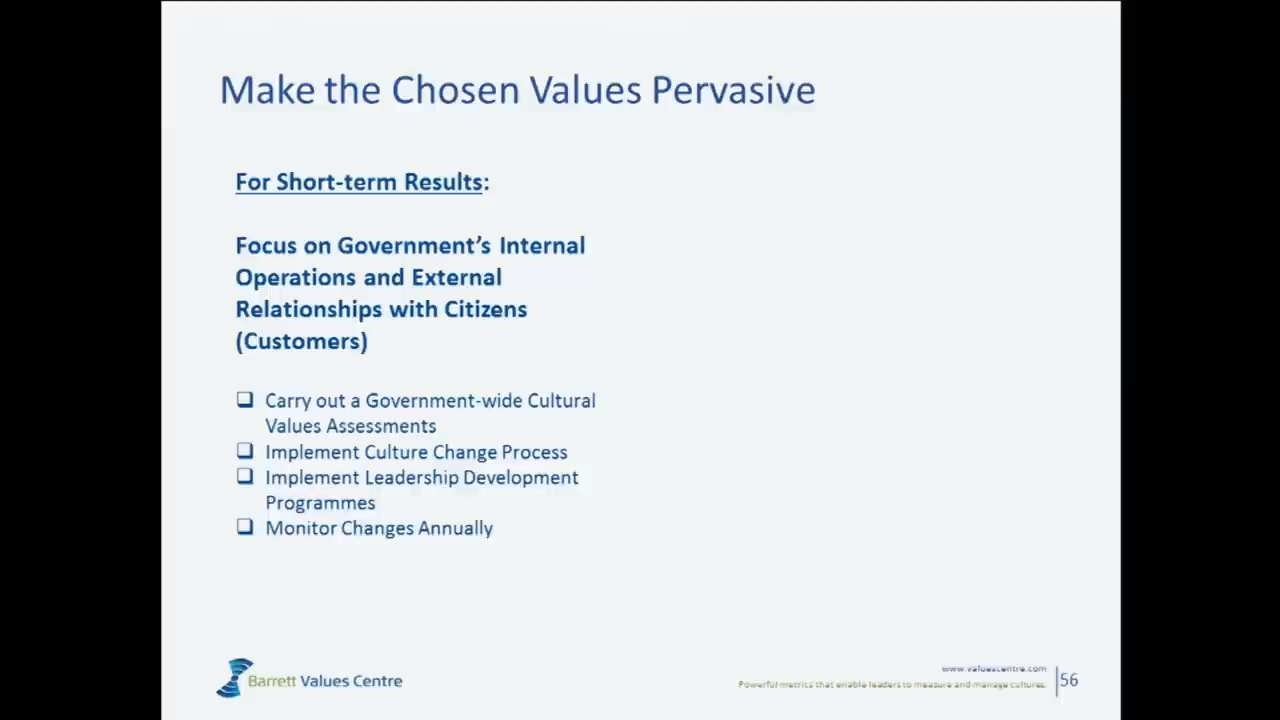 Make the Chosen Values Pervasive
For Short-term Results:
Focus on Government's Internal
Operations and External
Relationships with Citizens
(Customers)
Carry out a Government-wide Cultural
Values Assessments
Implement Culture Change Process
Implement Leadership Development
Programmes
Monitor Changes Annually
Barrett Values Centre
www.valuescentre.com
Powerful metrics that enable leaders to measure and manage cultures.
56